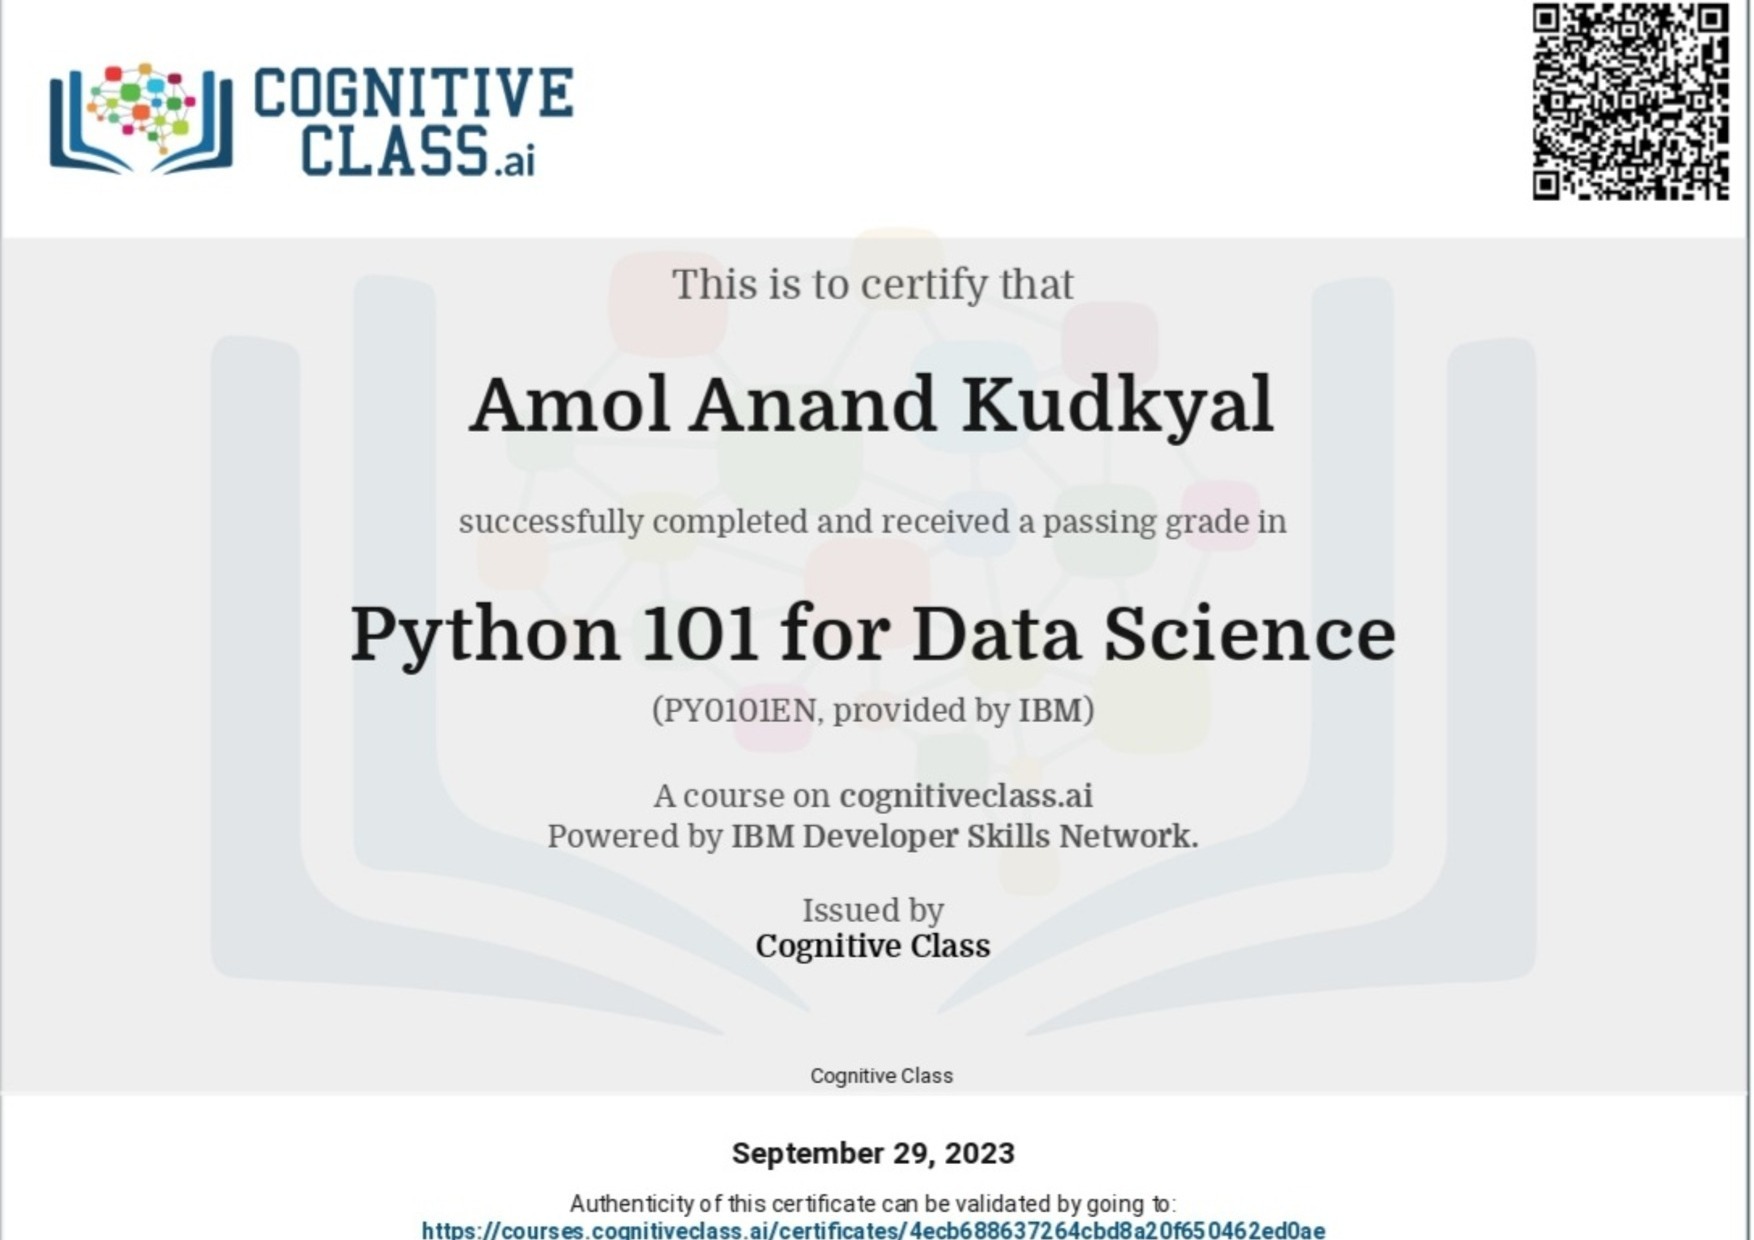 COGNITIVE
CLASS.ai
This is to certify that
Amol Anand Kudkyal
successfully completed and received a passing grade in
Python 101 for Data Science
(PY0101EN, provided by IBM)
A course on cognitiveclass.ai
Powered by IBM Developer Skills Network.
Issued by
Cognitive Class
Cognitive Class
September 29, 2023
Authenticity of this certificate can be validated by going to:
https://courses.cognitiveclass.ai/certificates/4ecb688637264cbd8a20f650462ed0ae